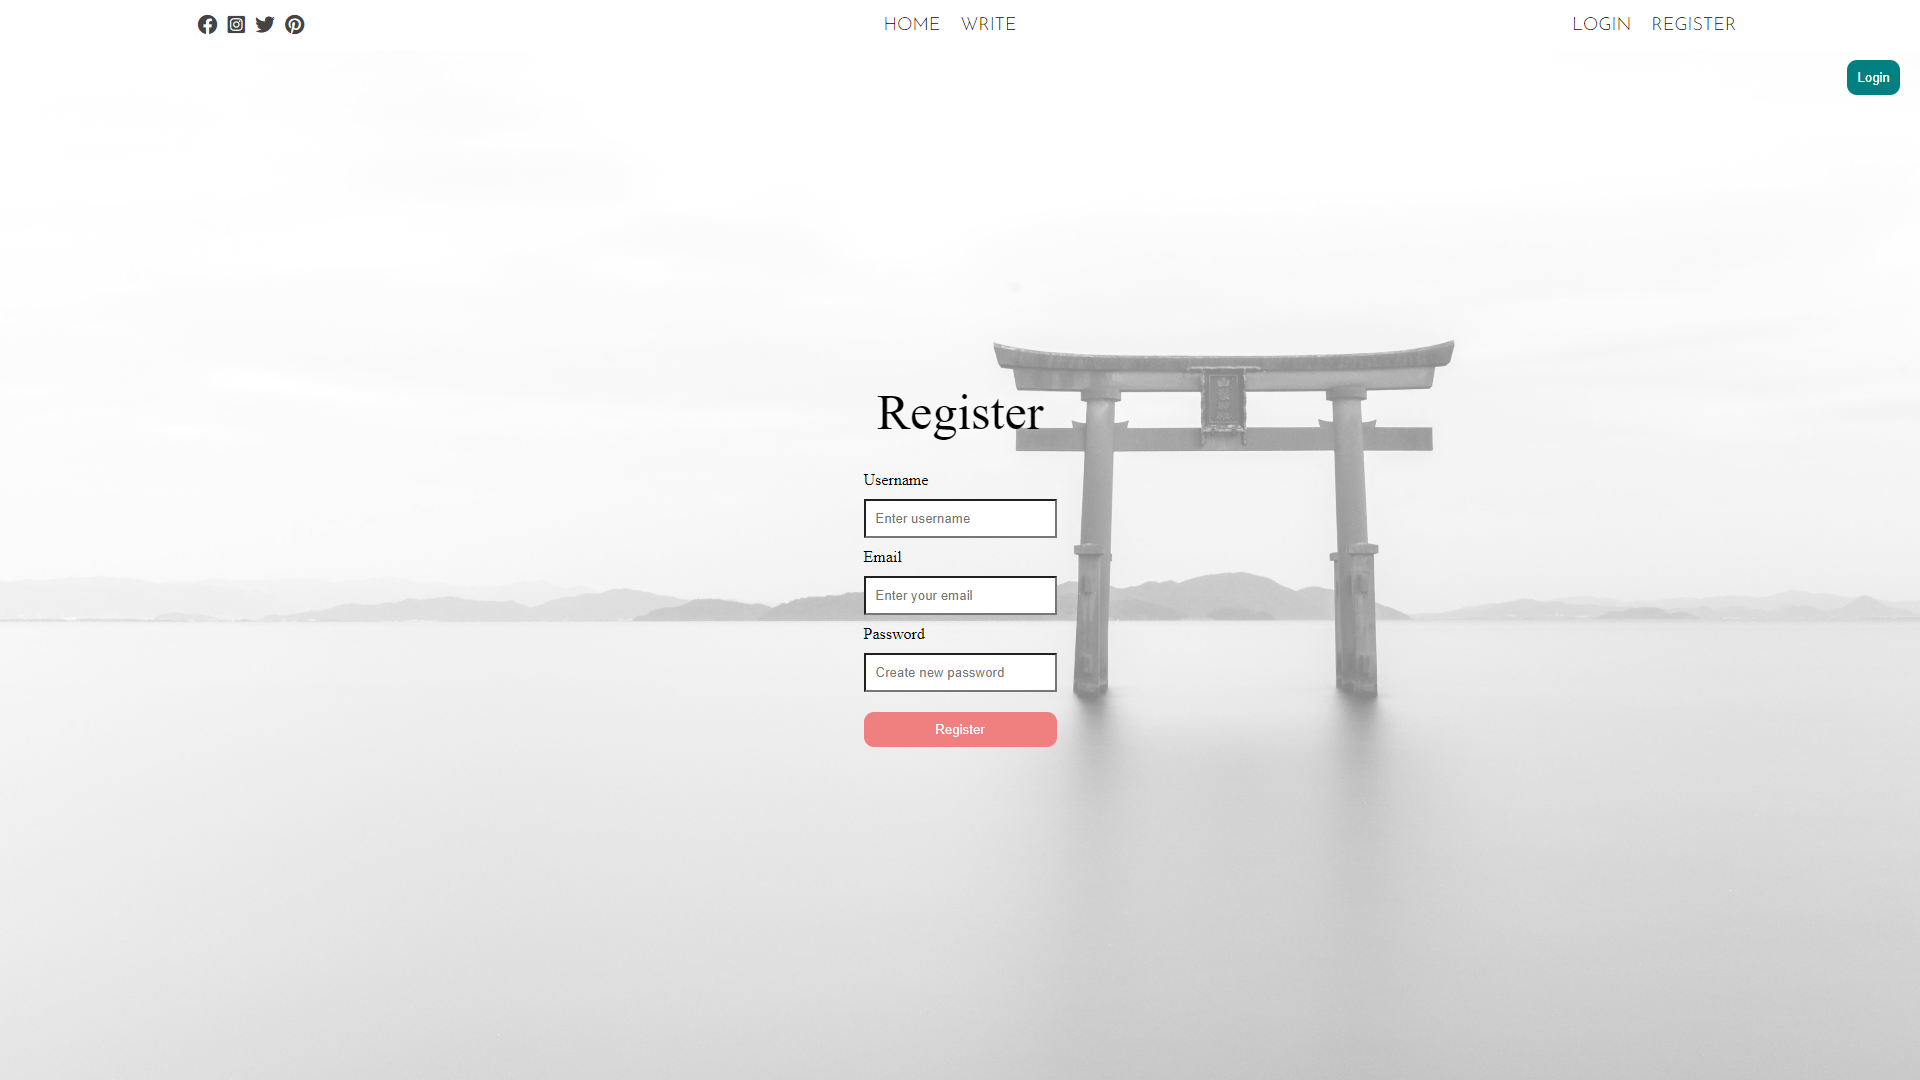 HOME WRITE LOGIN REGISTER
Login
Register
Username
Enter username
Email
Enter your email
Password
Create new password
Register